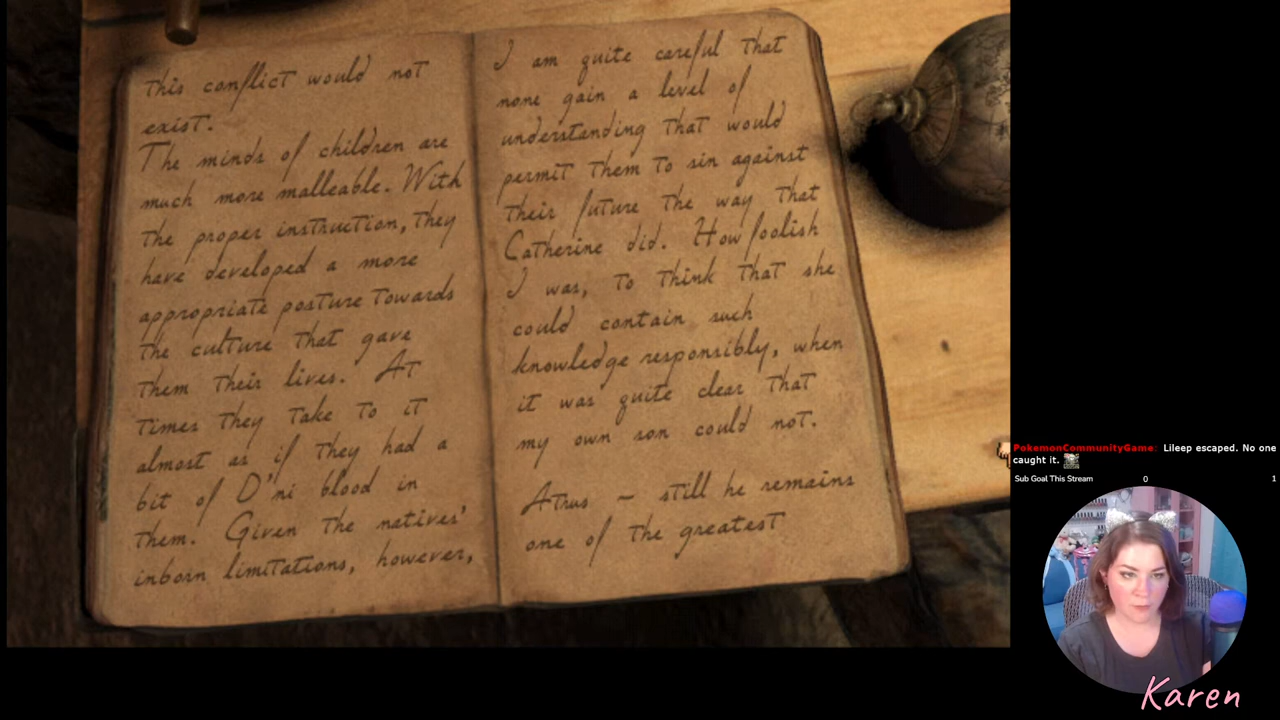 this conflict would not
exist.
The minds of children are
much more malleable. With
the proper instruction, they
have developed a more
appropriate posture towards
the culture that gave
them their lives. At
times they take to it
almost as if they had a
bit of D'ni blood in
them. Given the natives'
inborn limitations, however,
I am quite careful that
none gain a level of
understanding that would
permit them to sin against
their future the way that
Catherine did. How foolish
I was, to think that she
could contain such
knowledge responsibly, when
it was quite clear that
my own son could not.
Atrus – still he remains
one of the greatest
PokemonCommunityGame: Lileep escaped. No one
caught it.
Sub Goal This Stream 0 1
Karen